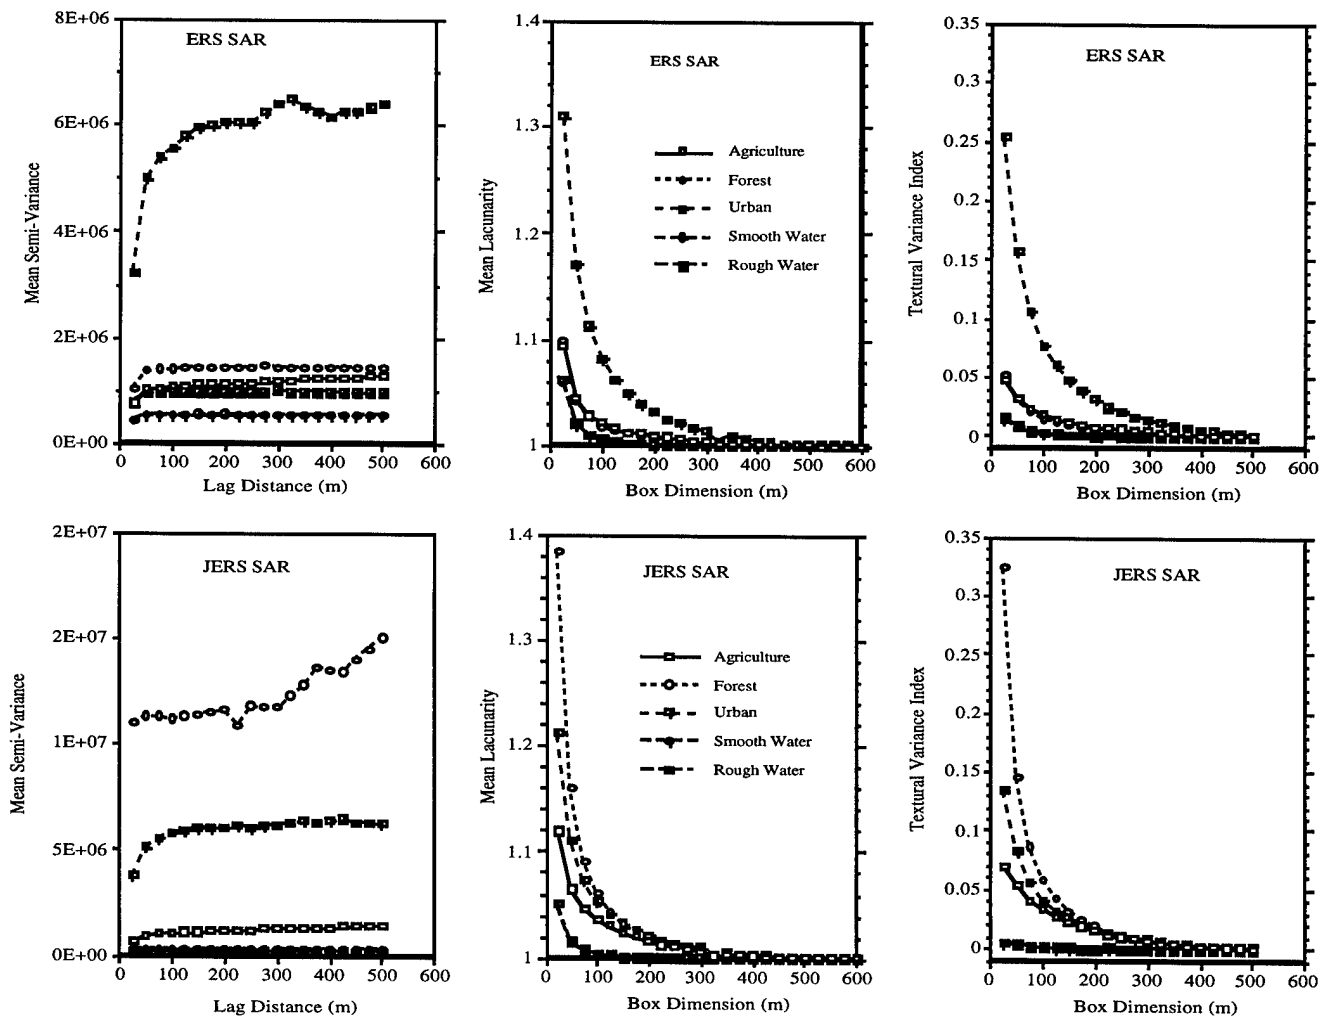 8E+06
6E+06
4E+06
2E+06
0E+00
Mean Semi-Variance
ERS SAR
0 100 200 300 400 500 600
Lag Distance (m)
1.4
1.3
1.2
1.1
1
Mean Lacunarity
ERS SAR
Agriculture
Forest
Urban
Smooth Water
Rough Water
0 100 200 300 400 500 600
Box Dimension (m)
0.35
0.3
0.25
0.2
0.15
0.1
0.05
0
Textural Variance Index
ERS SAR
0 100 200 300 400 500 600
Box Dimension (m)
2E+07
2E+07
1E+07
5E+06
0E+00
Mean Semi-Variance
JERS SAR
0 100 200 300 400 500 600
Lag Distance (m)
1.4
1.3
1.2
1.1
1
Mean Lacunarity
JERS SAR
Agriculture
Forest
Urban
Smooth Water
Rough Water
0 100 200 300 400 500 600
Box Dimension (m)
0.35
0.3
0.25
0.2
0.15
0.1
0.05
0
Textural Variance Index
JERS SAR
0 100 200 300 400 500 600
Box Dimension (m)